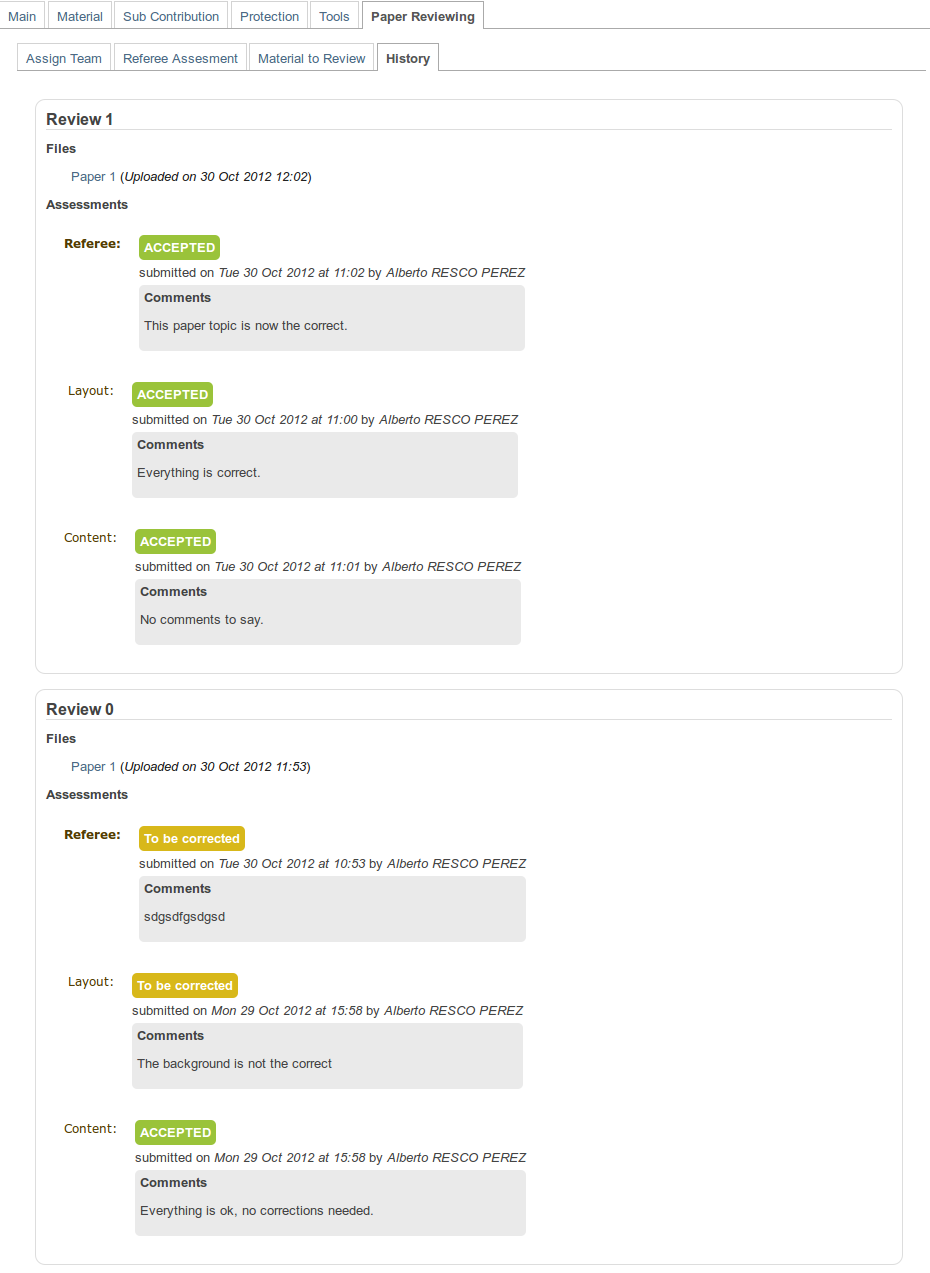 Main Material Sub Contribution Protection Tools Paper Reviewing
Assign Team Referee Assesment Material to Review History
Review 1
Files
Paper 1 (Uploaded on 30 Oct 2012 12:02)
Assessments
Referee: ACCEPTED
submitted on Tue 30 Oct 2012 at 11:02 by Alberto RESCO PEREZ
Comments
This paper topic is now the correct.
Layout: ACCEPTED
submitted on Tue 30 Oct 2012 at 11:00 by Alberto RESCO PEREZ
Comments
Everything is correct.
Content: ACCEPTED
submitted on Tue 30 Oct 2012 at 11:01 by Alberto RESCO PEREZ
Comments
No comments to say.
Review 0
Files
Paper 1 (Uploaded on 30 Oct 2012 11:53)
Assessments
Referee: To be corrected
submitted on Tue 30 Oct 2012 at 10:53 by Alberto RESCO PEREZ
Comments
sdgsdfgsdgsd
Layout: To be corrected
submitted on Mon 29 Oct 2012 at 15:58 by Alberto RESCO PEREZ
Comments
The background is not the correct
Content: ACCEPTED
submitted on Mon 29 Oct 2012 at 15:58 by Alberto RESCO PEREZ
Comments
Everything is ok, no corrections needed.